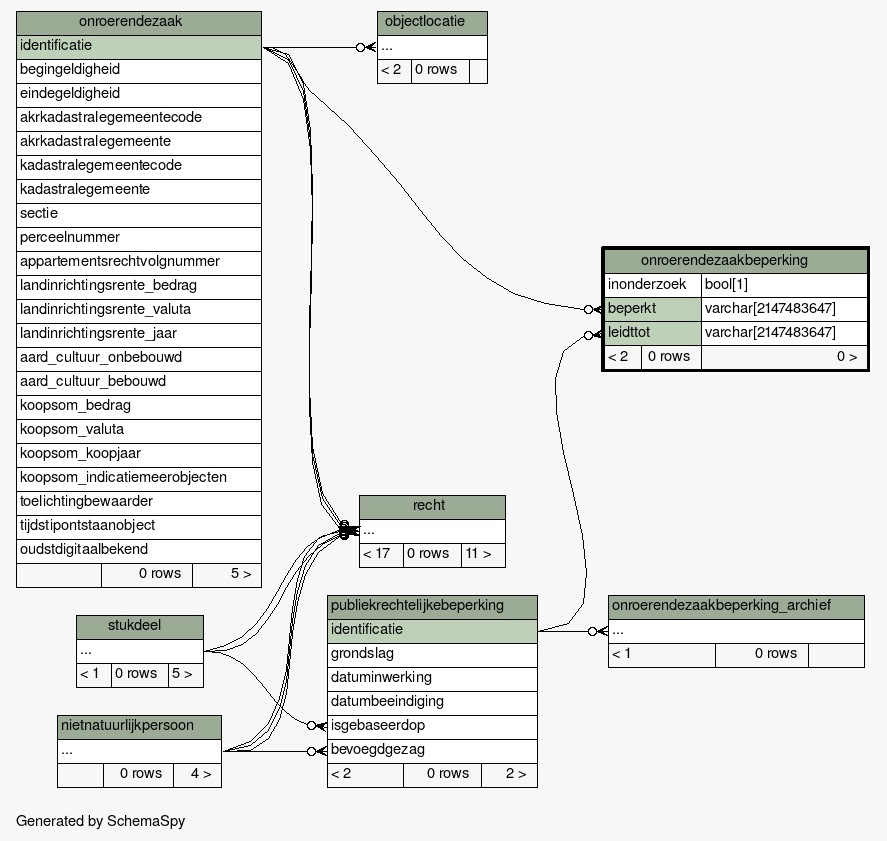 onroerendezaak
identificatie
begingeldigheid
eindegeldigheid
akrkadastralegemeentecode
akrkadastralegemeente
kadastralegemeentecode
kadastralegemeente
sectie
perceelnummer
appartementsrechtvolgnummer
landinrichtingsrente_bedrag
landinrichtingsrente_valuta
landinrichtingsrente_jaar
aard_cultuur_onbebouwd
aard_cultuur_bebouwd
koopsom_bedrag
koopsom_valuta
koopsom_koopjaar
koopsom_indicatiemeerobjecten
toelichtingbewaarder
tijdstipontstaanobject
oudstdigitaalbekend
0 rows 5 >
objectlocatie
...
< 2 0 rows
onroerendezaakbeperking
inonderzoek bool[1]
beperkt varchar[2147483647]
leidttot varchar[2147483647]
< 2 0 rows 0 >
recht
...
< 17 0 rows 11 >
publiekrechtelijkebeperking
identificatie
grondslag
datuminwerking
datumbeeindiging
isgebaseerdop
bevoegdgezag
< 2 0 rows 2 >
onroerendezaakbeperking_archief
...
< 1 0 rows
stukdeel
...
< 1 0 rows 5 >
nietnatuurlijkpersoon
...
0 rows 4 >
Generated by SchemaSpy